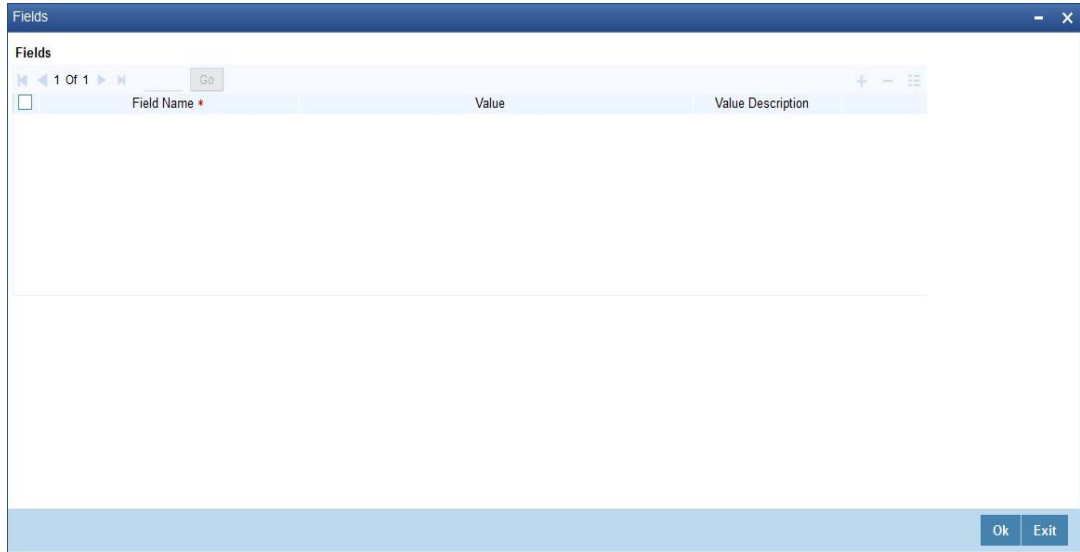 Fields
Fields
1 Of 1 Go
Field Name * Value Value Description
Ok Exit